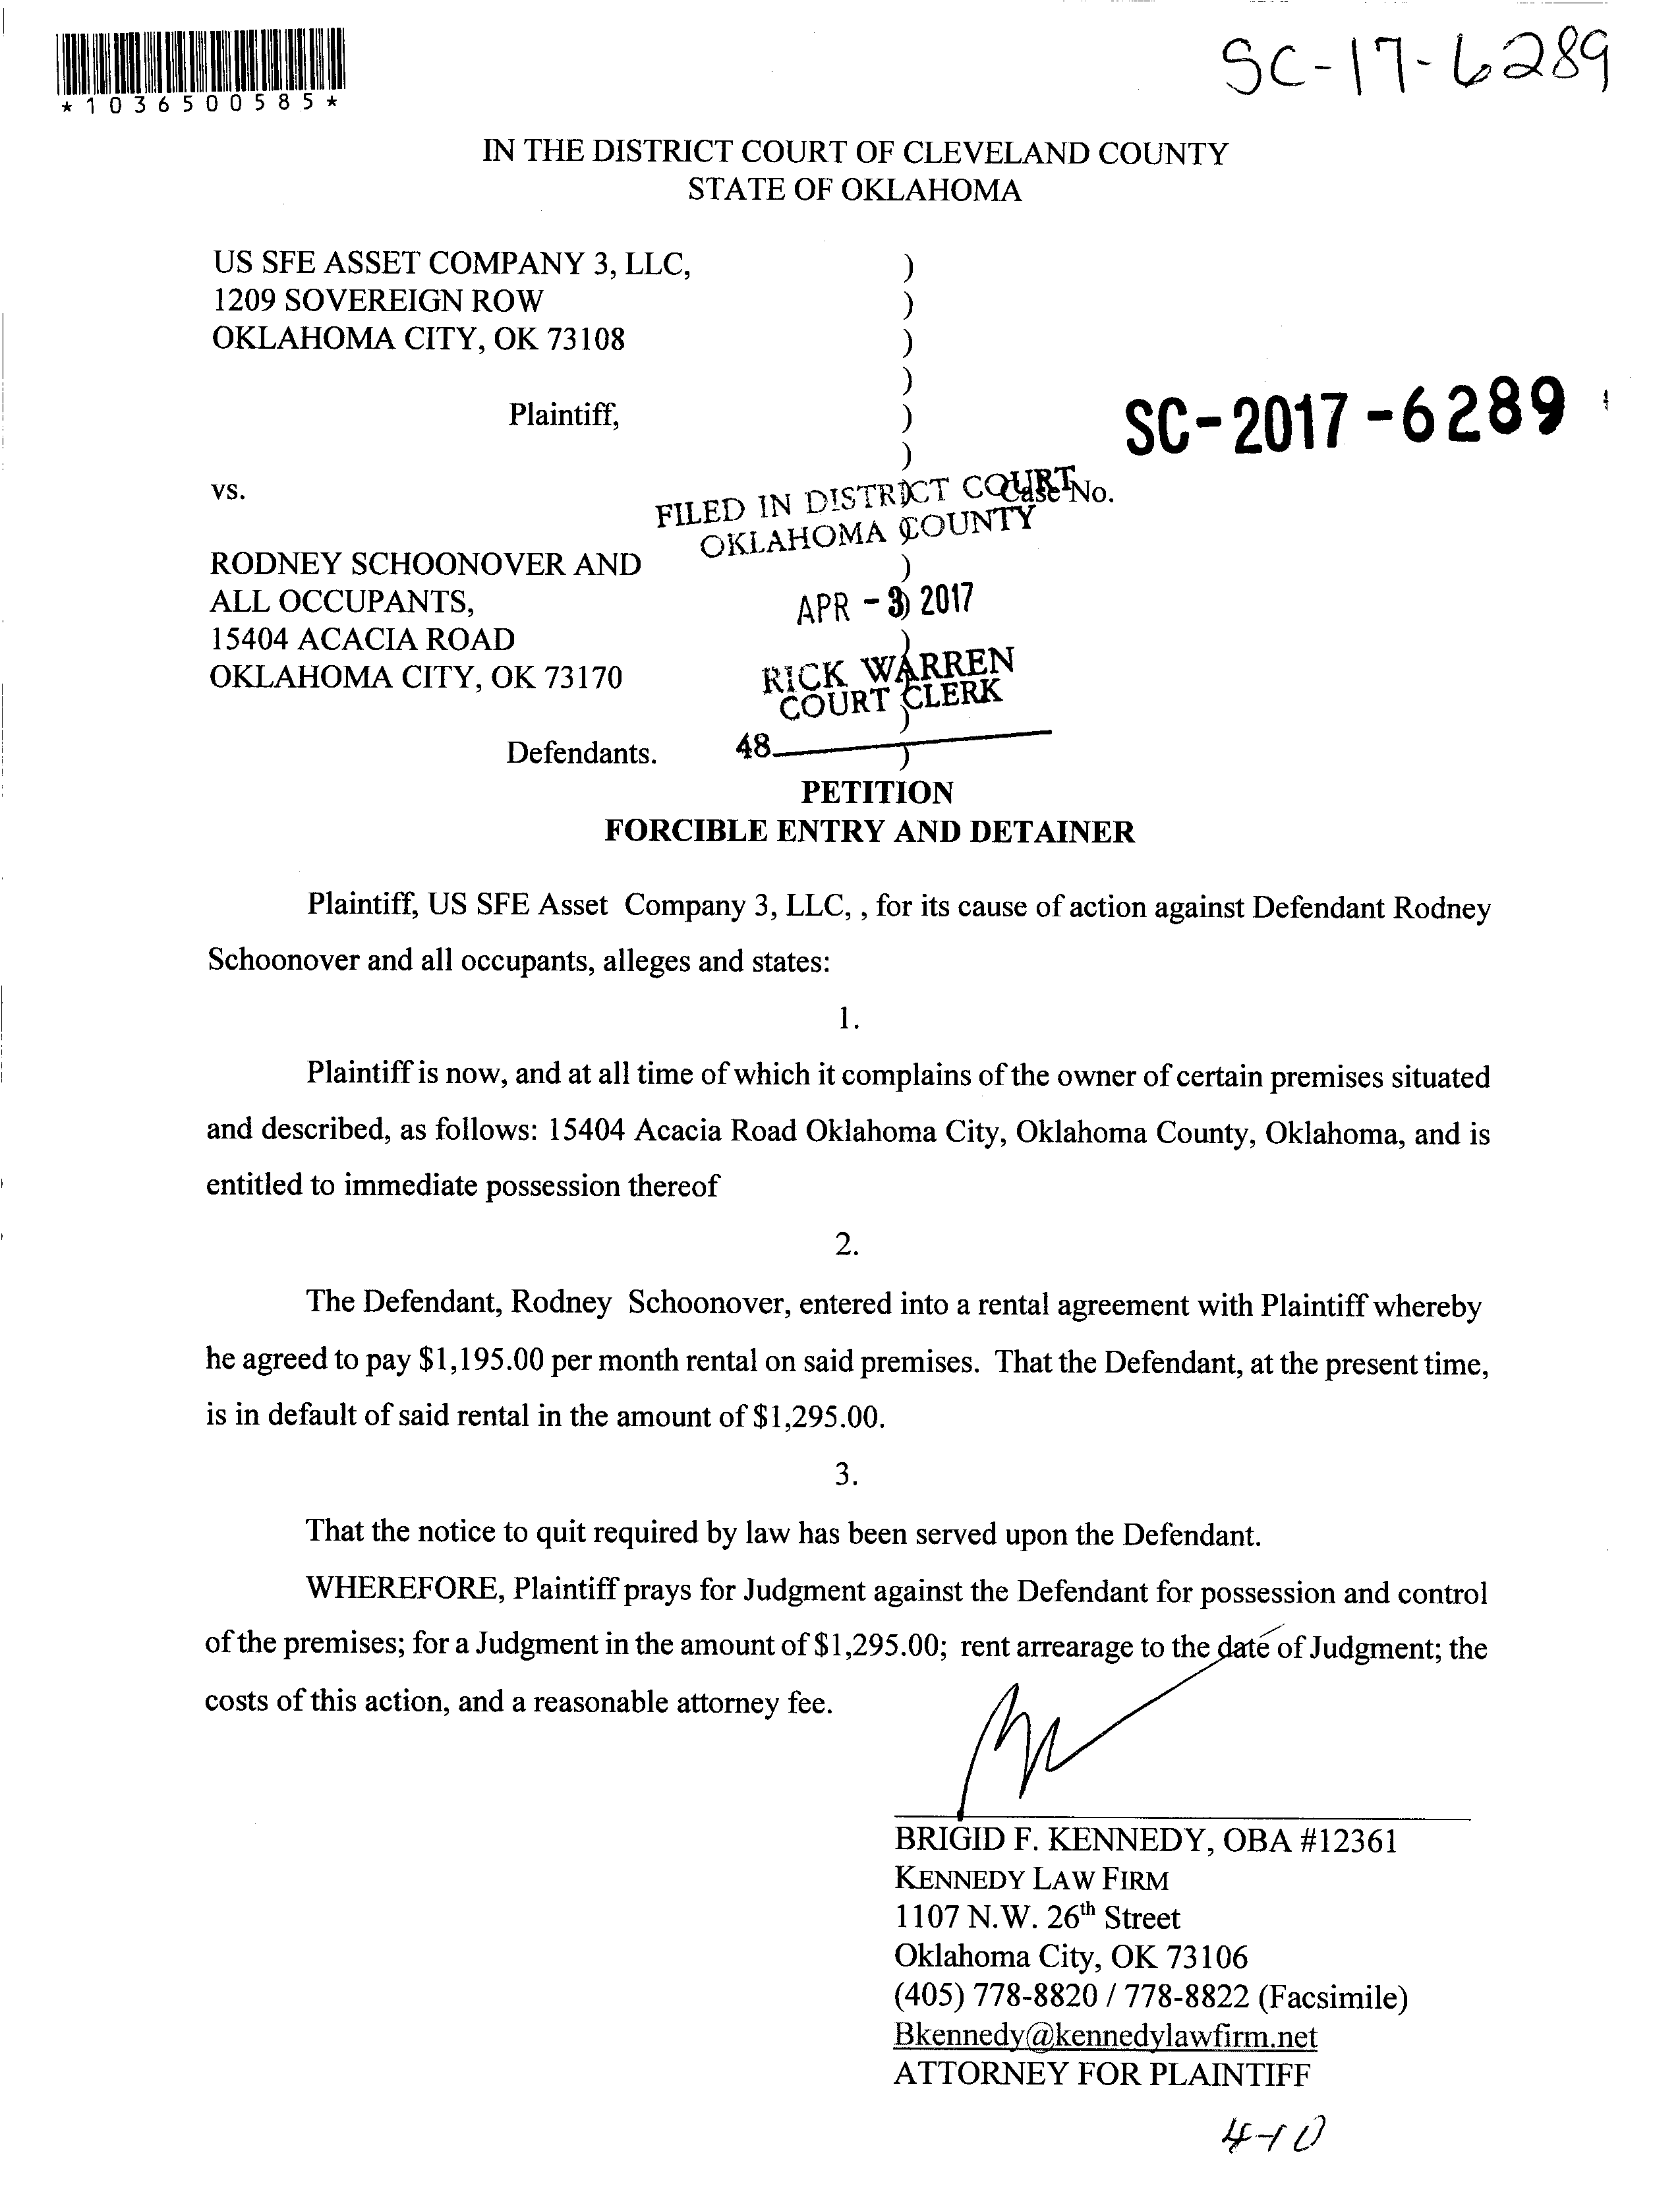 *1036500585*
SC-17-6289
IN THE DISTRICT COURT OF CLEVELAND COUNTY
STATE OF OKLAHOMA
US SFE ASSET COMPANY 3, LLC, )
1209 SOVEREIGN ROW )
OKLAHOMA CITY, OK 73108 )
)
Plaintiff, )
SC-2017-6289
)
vs. Case No.
FILED IN DISTRICT COURT
OKLAHOMA COUNTY
RODNEY SCHOONOVER AND )
ALL OCCUPANTS, )
APR - 3 2017
15404 ACACIA ROAD )
OKLAHOMA CITY, OK 73170
RICK WARREN
COURT CLERK
)
Defendants. )
48
PETITION
FORCIBLE ENTRY AND DETAINER
Plaintiff, US SFE Asset Company 3, LLC, , for its cause of action against Defendant Rodney
Schoonover and all occupants, alleges and states:
1.
Plaintiff is now, and at all time of which it complains of the owner of certain premises situated
and described, as follows: 15404 Acacia Road Oklahoma City, Oklahoma County, Oklahoma, and is
entitled to immediate possession thereof
2.
The Defendant, Rodney Schoonover, entered into a rental agreement with Plaintiff whereby
he agreed to pay $1,195.00 per month rental on said premises. That the Defendant, at the present time,
is in default of said rental in the amount of $1,295.00.
3.
That the notice to quit required by law has been served upon the Defendant.
WHEREFORE, Plaintiff prays for Judgment against the Defendant for possession and control
of the premises; for a Judgment in the amount of $1,295.00; rent arrearage to the date of Judgment; the
costs of this action, and a reasonable attorney fee.
BRIGID F. KENNEDY, OBA #12361
KENNEDY LAW FIRM
1107 N.W. 26th Street
Oklahoma City, OK 73106
(405) 778-8820 / 778-8822 (Facsimile)
Bkennedy@kennedylawfirm.net
ATTORNEY FOR PLAINTIFF
4-10